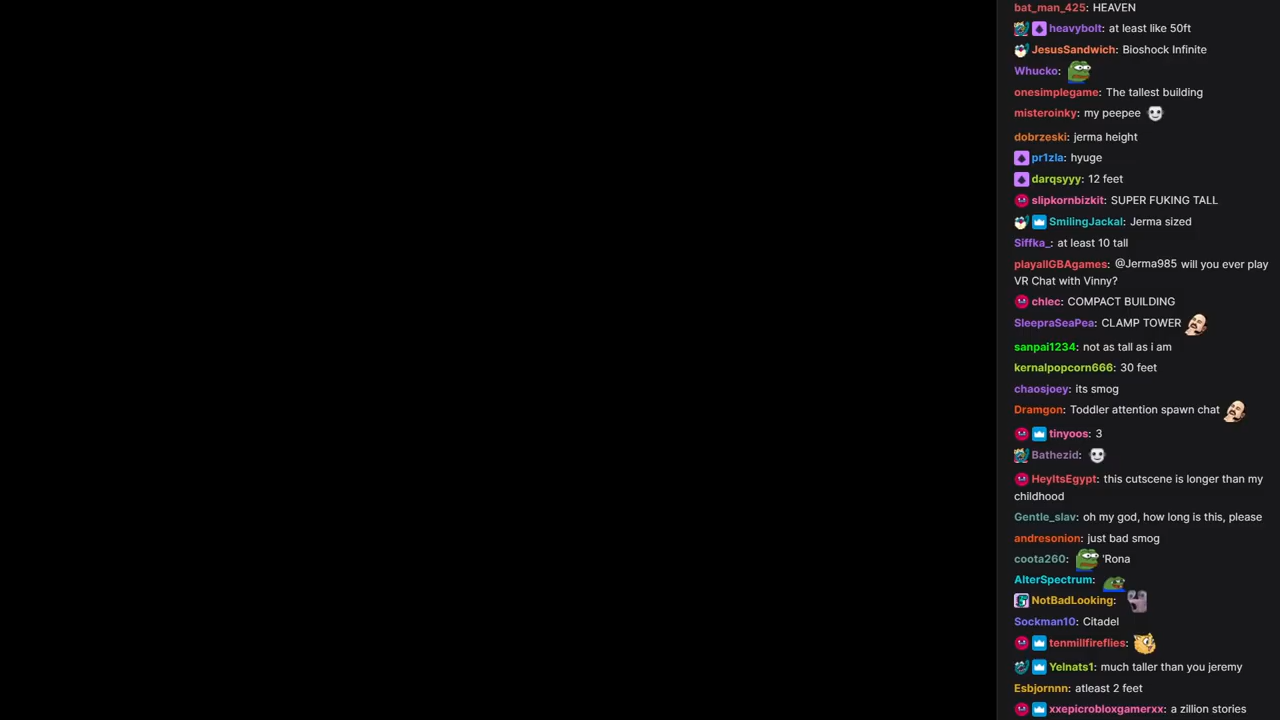 bat_man_425: HEAVEN
heavybolt: at least like 50ft
JesusSandwich: Bioshock Infinite
Whucko:
onesimplegame: The tallest building
misteroinky: my peepee
dobrzeski: jerma height
pr1zla: hyuge
darqsyyy: 12 feet
slipkornbizkit: SUPER FUKING TALL
SmilingJackal: Jerma sized
Siffka_: at least 10 tall
playallGBAgames: @Jerma985 will you ever play
VR Chat with Vinny?
chlec: COMPACT BUILDING
SleepraSeaPea: CLAMP TOWER
sanpai1234: not as tall as i am
kernalpopcorn666: 30 feet
chaosjoey: its smog
Dramgon: Toddler attention spawn chat
tinyoos: 3
Bathezid:
HeyItsEgypt: this cutscene is longer than my
childhood
Gentle_slav: oh my god, how long is this, please
andresonion: just bad smog
coota260: 'Rona
AlterSpectrum:
NotBadLooking:
Sockman10: Citadel
tenmillfireflies:
Yelnats1: much taller than you jeremy
Esbjornnn: atleast 2 feet
xxepicrobloxgamerxx: a zillion stories